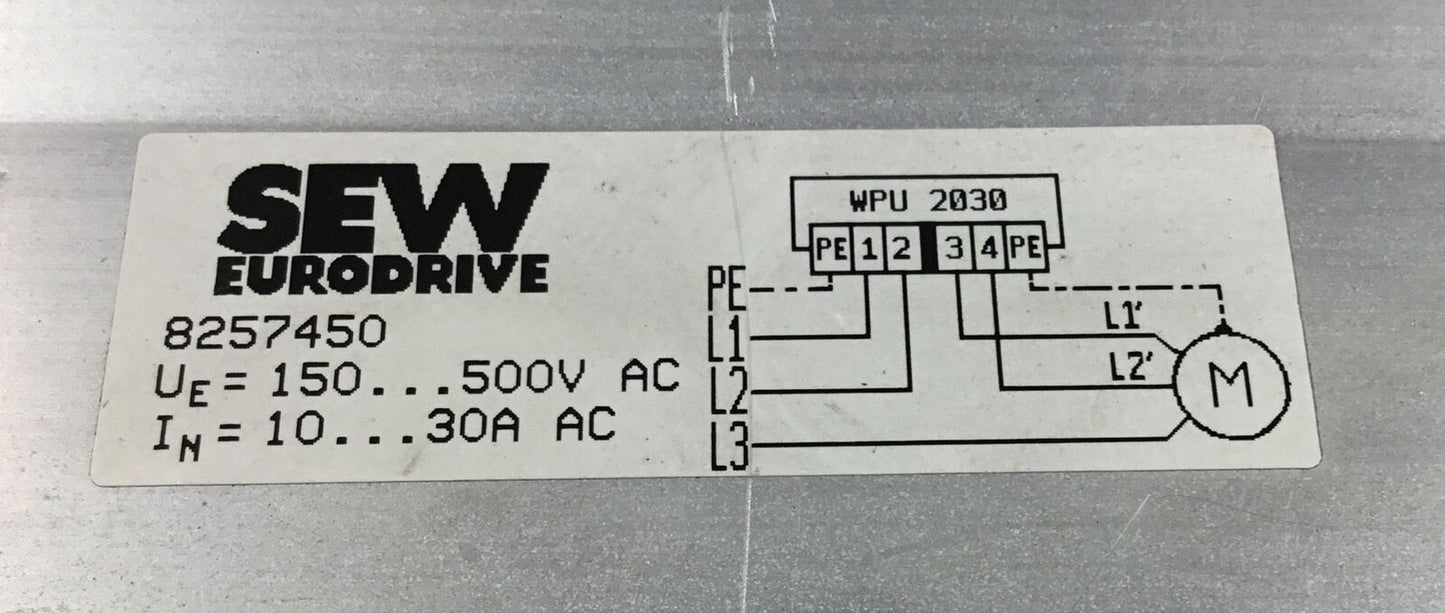 SEW
EURODRIVE
8257450
UE = 150...500V AC
IN = 10...30A AC
WPU 2030
PE 1 2 3 4 PE
PE
L1
L2
L3
L1'
L2'
M